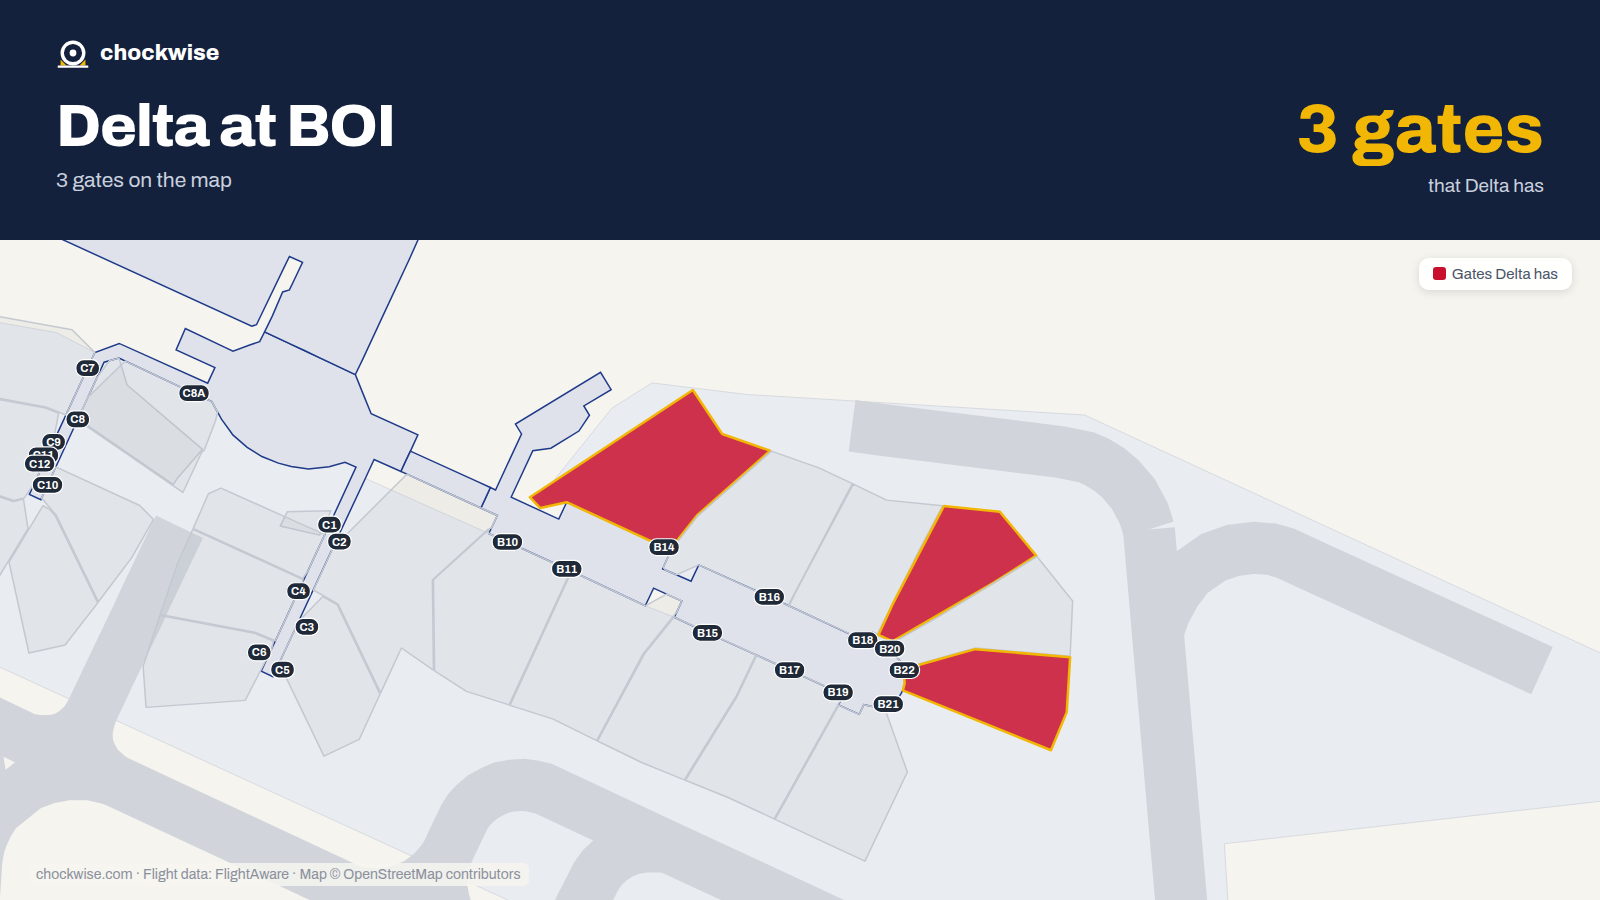 chockwise
Delta at BOI
3 gates on the map
3 gates
that Delta has
Gates Delta has
C7
C8A
C8
C9
C12
C10
C1
C2
C4
C3
C6
C5
B10
B11
B14
B16
B15
B18
B20
B17
B22
B19
B21
chockwise.com · Flight data: FlightAware · Map © OpenStreetMap contributors